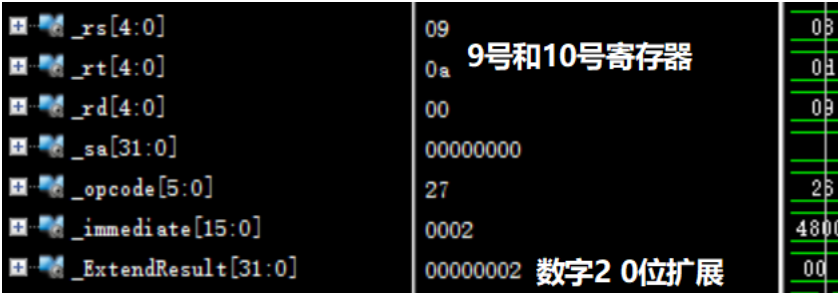 _rs[4:0] 09
9号和10号寄存器
_rt[4:0] 0a
_rd[4:0] 00
_sa[31:0] 00000000
_opcode[5:0] 27
_immediate[15:0] 0002 4800
_ExtendResult[31:0] 00000002 数字2 0位扩展 00